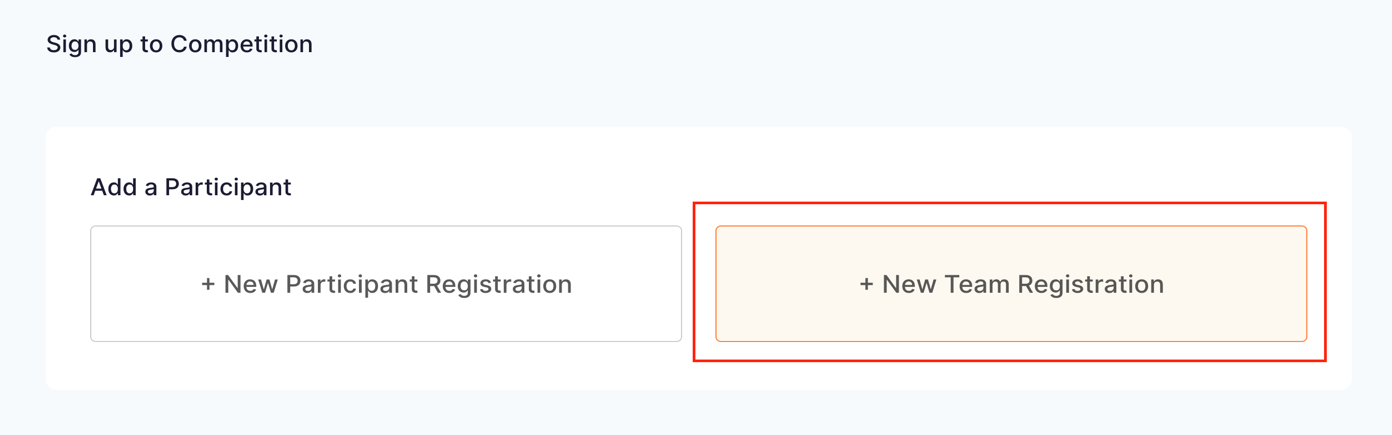 Sign up to Competition
Add a Participant
+ New Participant Registration
+ New Team Registration